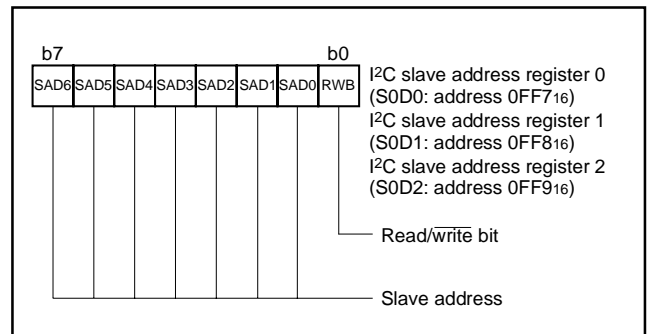 b7 b0
SAD6 SAD5 SAD4 SAD3 SAD2 SAD1 SAD0 RWB
I²C slave address register 0
(S0D0: address 0FF7₁₆)
I²C slave address register 1
(S0D1: address 0FF8₁₆)
I²C slave address register 2
(S0D2: address 0FF9₁₆)
Read/w̅r̅i̅t̅e̅ bit
Slave address